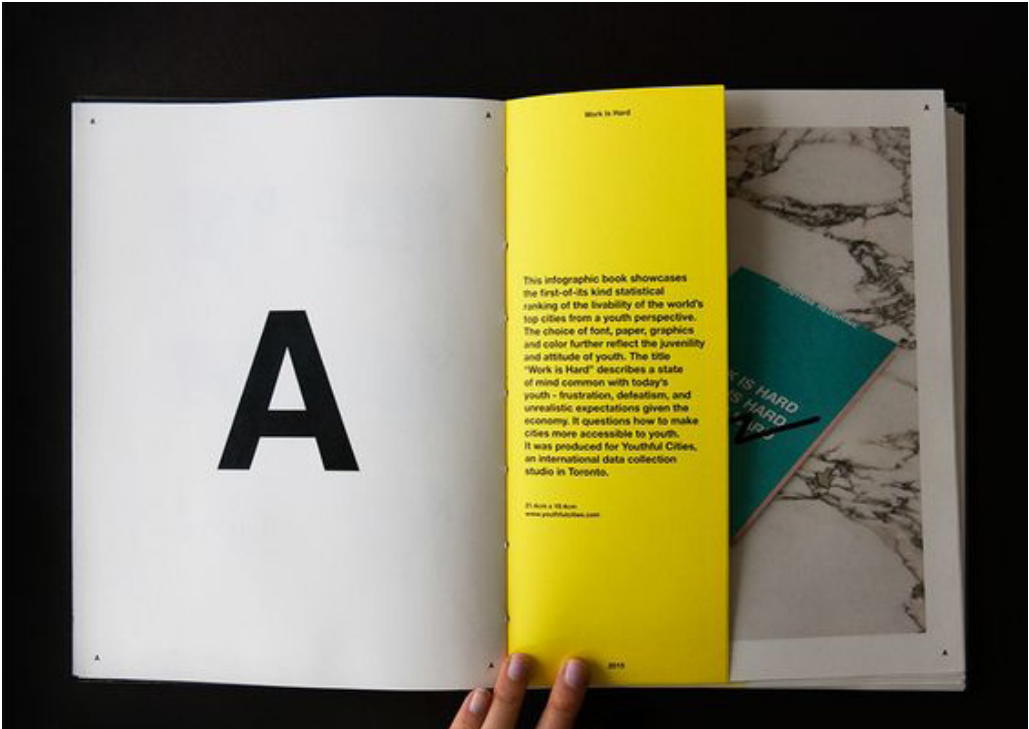 A
A
A
A
A
Work is Hard
This infographic book showcases
the first-of-its kind statistical
ranking of the livability of the world's
top cities from a youth perspective.
The choice of font, paper, graphics
and color further reflect the juvenility
and attitude of youth. The title
"Work is Hard" describes a state
of mind common with today's
youth - frustration, defeatism, and
unrealistic expectations given the
economy. It questions how to make
cities more accessible to youth.
It was produced for Youthful Cities,
an international data collection
studio in Toronto.
www.youthfulcities.com
2015
A
IS HARD
IS HARD
A